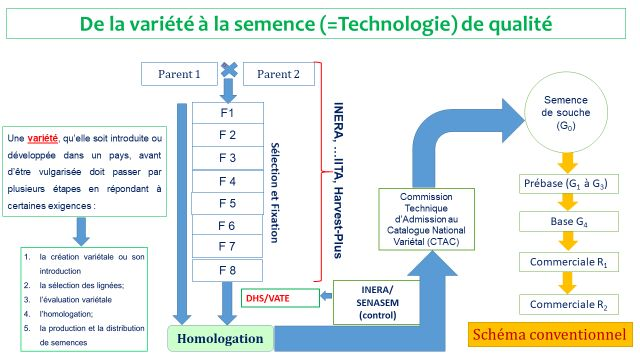 De la variété à la semence (=Technologie) de qualité
Parent 1
Parent 2
F1
F 2
F 3
F 4
F 5
F 6
F 7
F 8
Sélection et Fixation
INERA, …IITA, Harvest-Plus
Une variété, qu'elle soit introduite ou
développée dans un pays, avant
d'être vulgarisée doit passer par
plusieurs étapes en répondant à
certaines exigences :
1. la création variétale ou son
introduction
2. la sélection des lignées;
3. l'évaluation variétale
4. l'homologation;
5. la production et la distribution
de semences
DHS/VATE
INERA/
SENASEM
(control)
Homologation
Commission
Technique
d'Admission au
Catalogue National
Variétal (CTAC)
Semence
de souche
(G0)
Prébase (G1 à G3)
Base G4
Commerciale R1
Commerciale R2
Schéma conventionnel